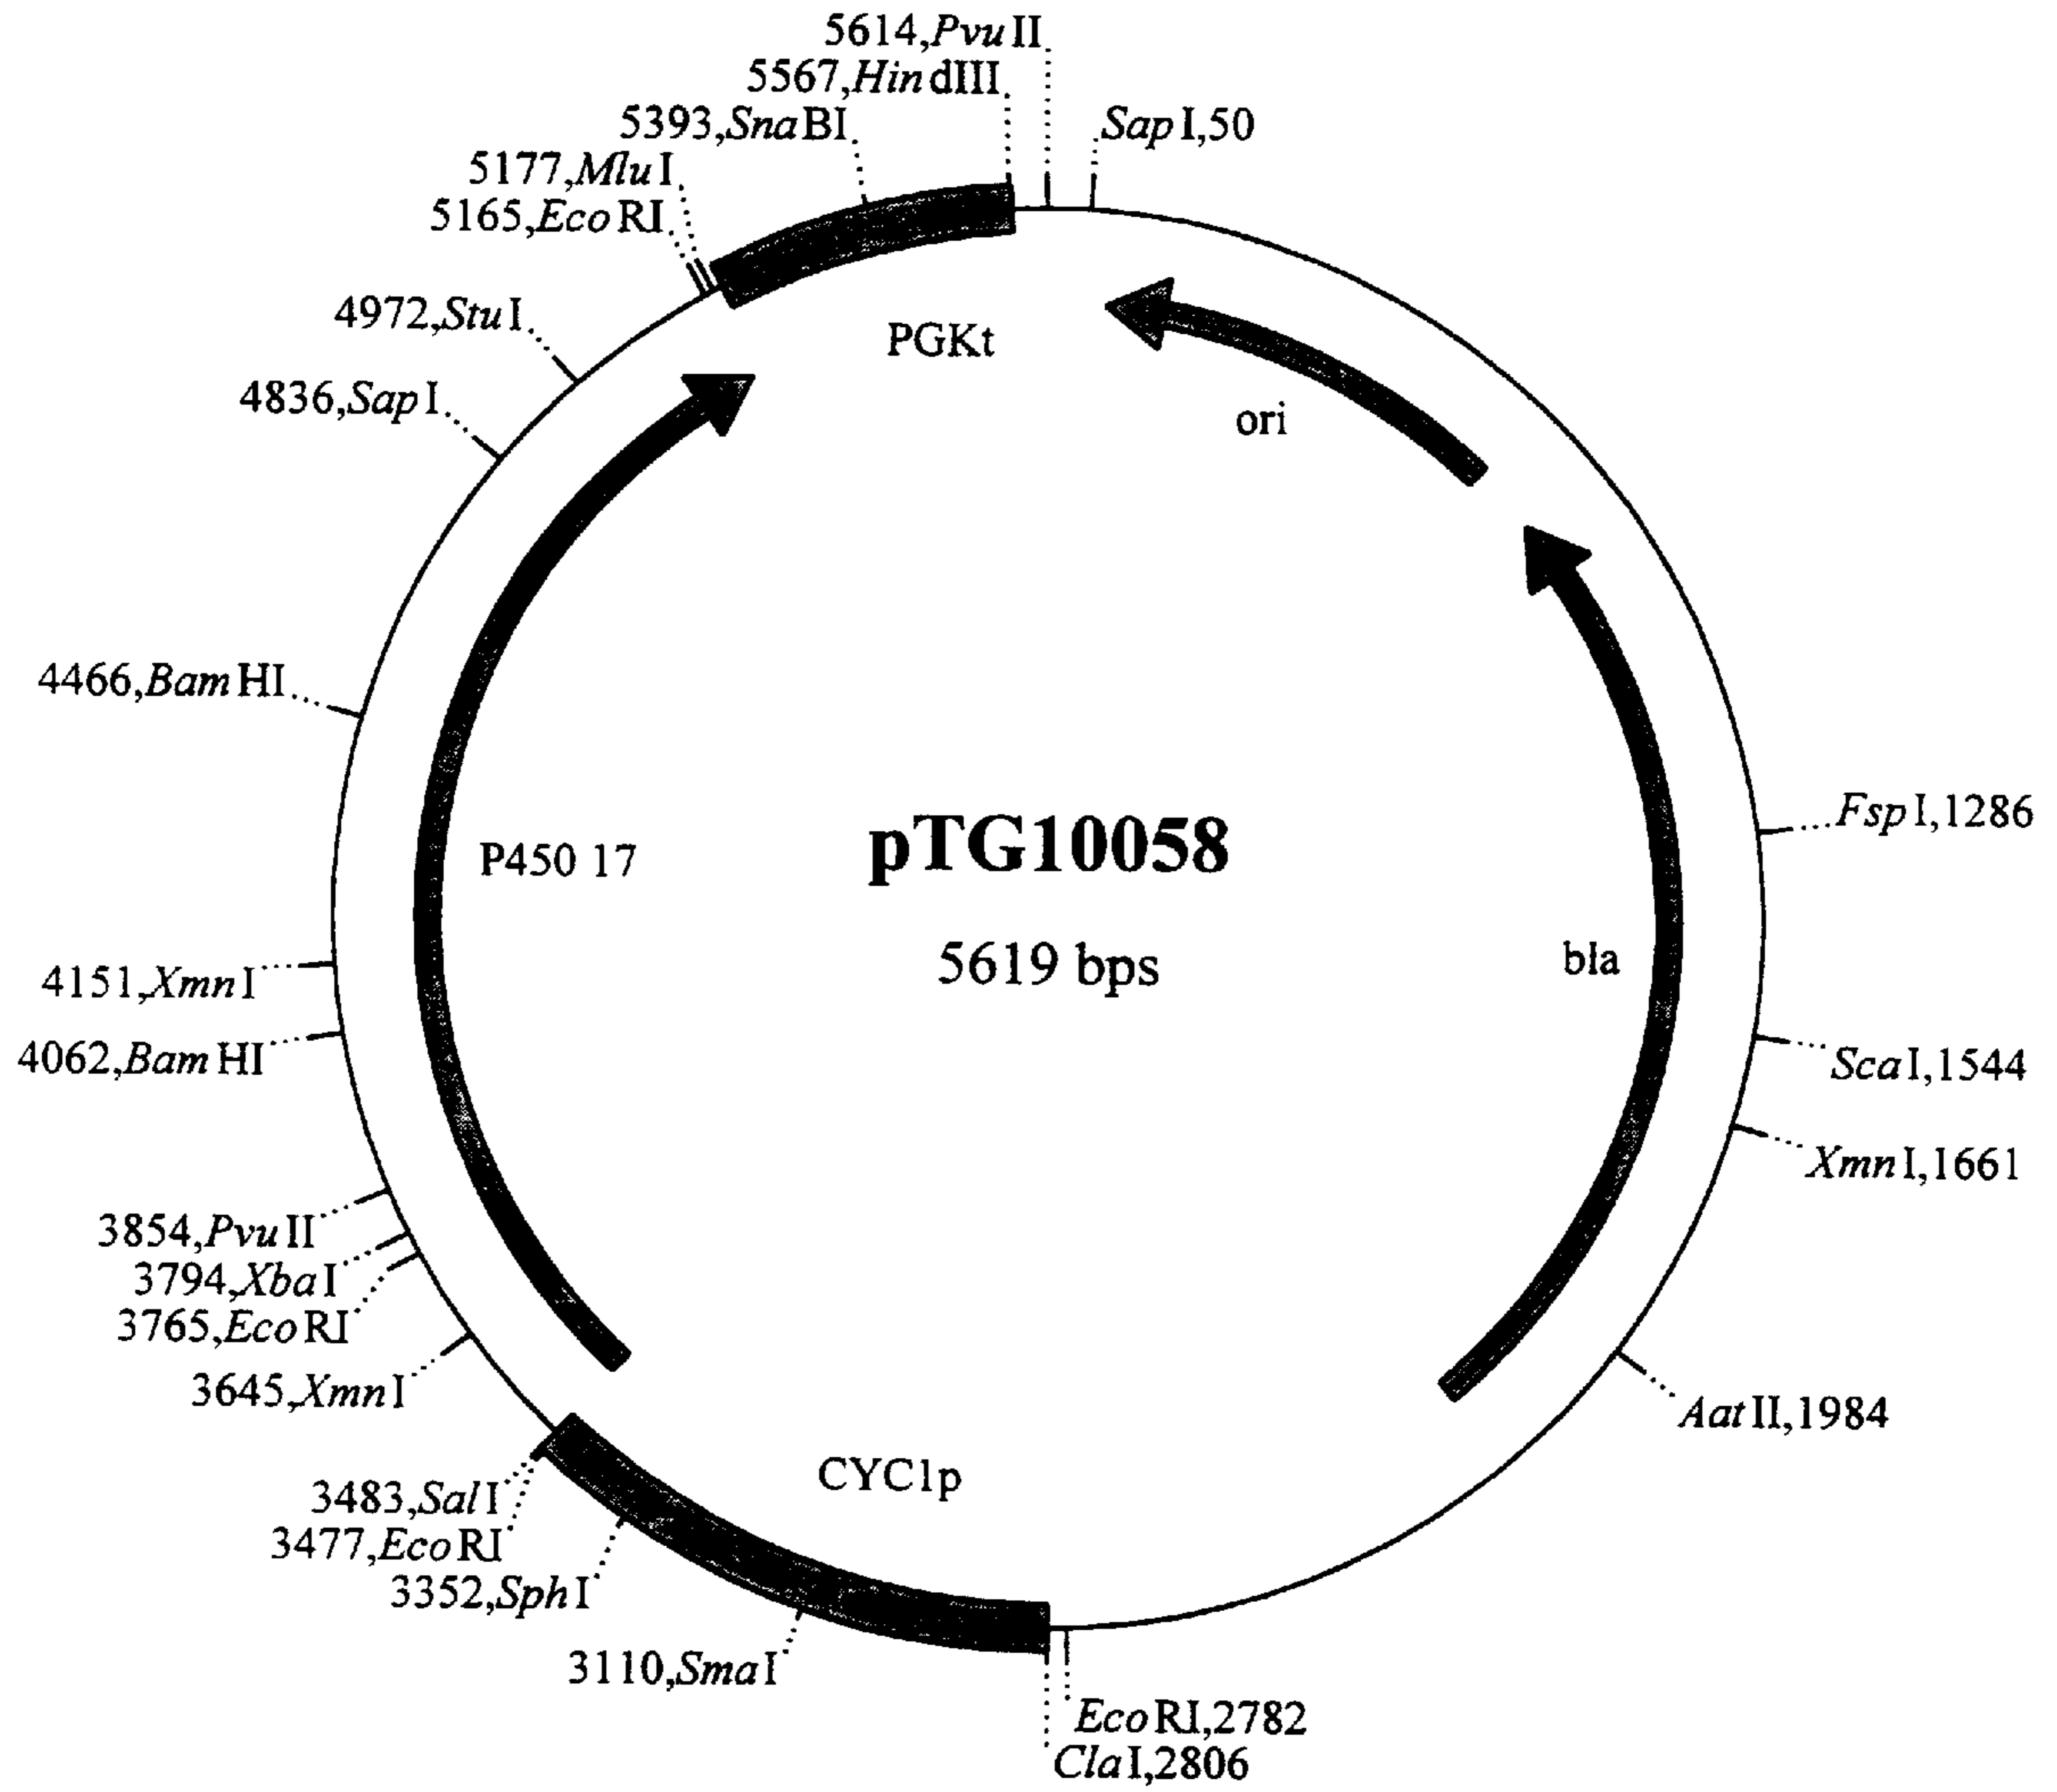 5614,PvuII
5567,HindIII
5393,SnaBI
SapI,50
5177,MluI
5165,EcoRI
4972,StuI
PGKt
4836,SapI
ori
4466,BamHI
FspI,1286
pTG10058
P450 17
5619 bps
bla
4151,XmnI
4062,BamHI
ScaI,1544
XmnI,1661
3854,PvuII
3794,XbaI
3765,EcoRI
3645,XmnI
AatII,1984
CYC1p
3483,SalI
3477,EcoRI
3352,SphI
3110,SmaI
EcoRI,2782
ClaI,2806